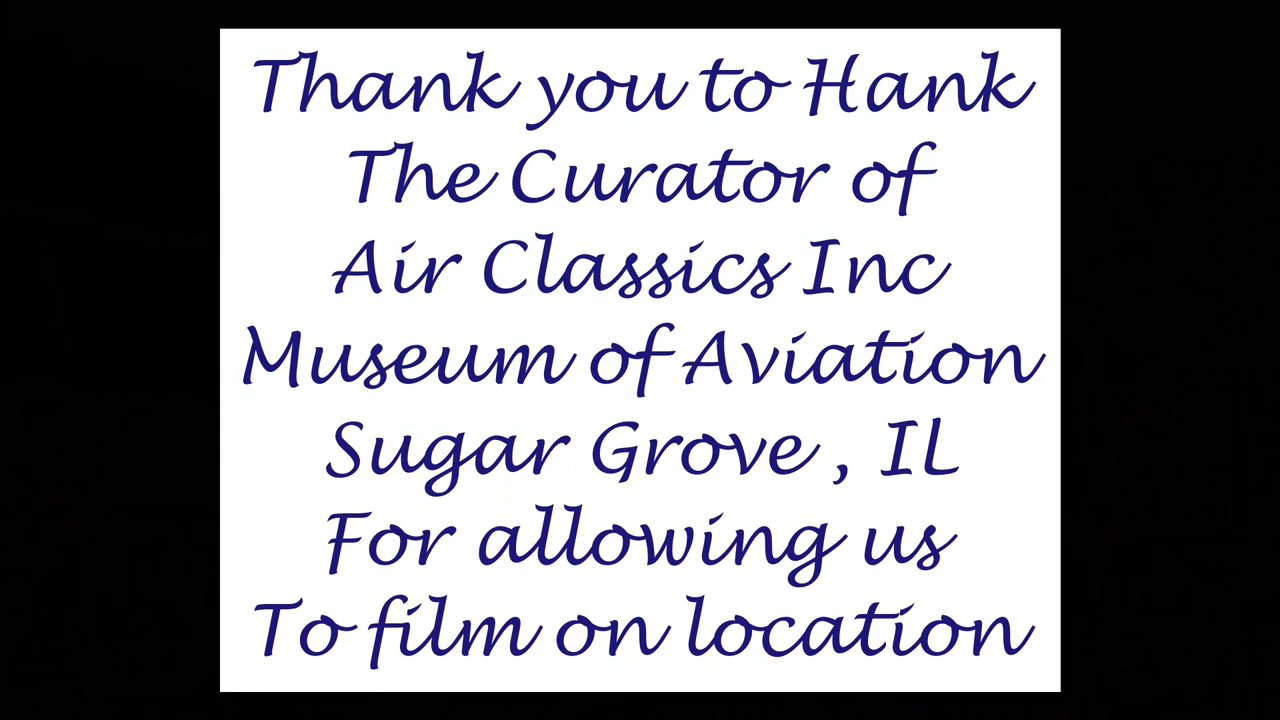 Thank you to Hank
The Curator of
Air Classics Inc
Museum of Aviation
Sugar Grove , IL
For allowing us
To film on location